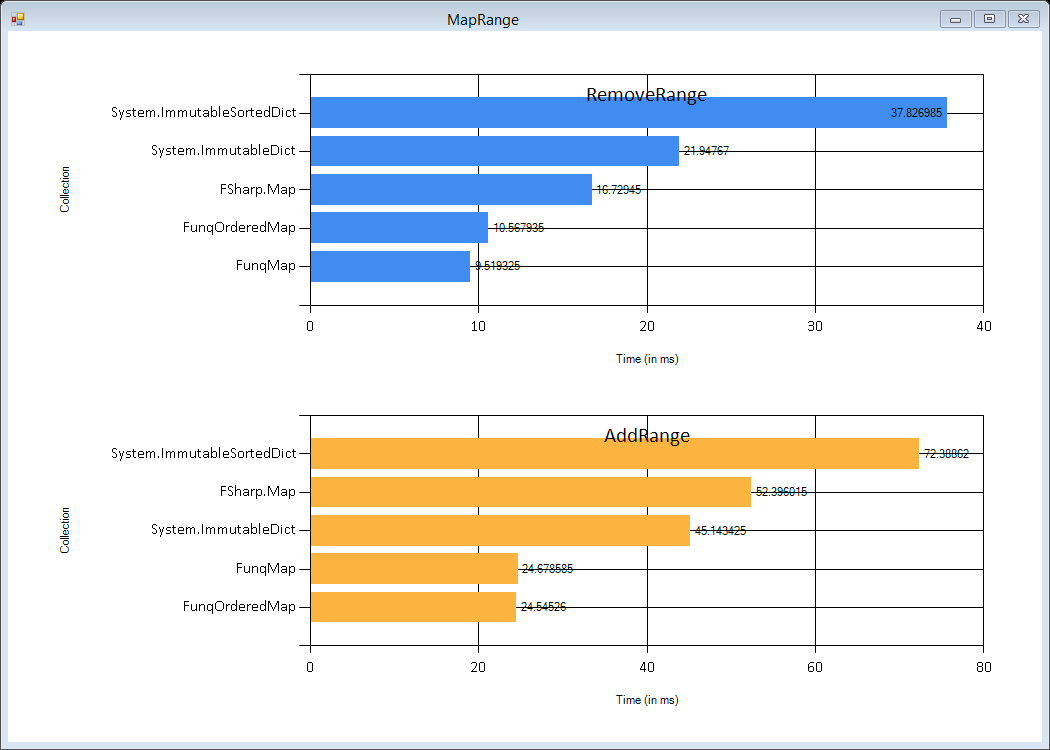 MapRange
RemoveRange
System.ImmutableSortedDict
37.826985
System.ImmutableDict
21.94767
FSharp.Map
16.72945
FunqOrderedMap
10.567935
FunqMap
9.519325
Collection
0 10 20 30 40
Time (in ms)
AddRange
System.ImmutableSortedDict
72.38862
FSharp.Map
52.396015
System.ImmutableDict
45.143425
FunqMap
24.678585
FunqOrderedMap
24.54526
Collection
0 20 40 60 80
Time (in ms)